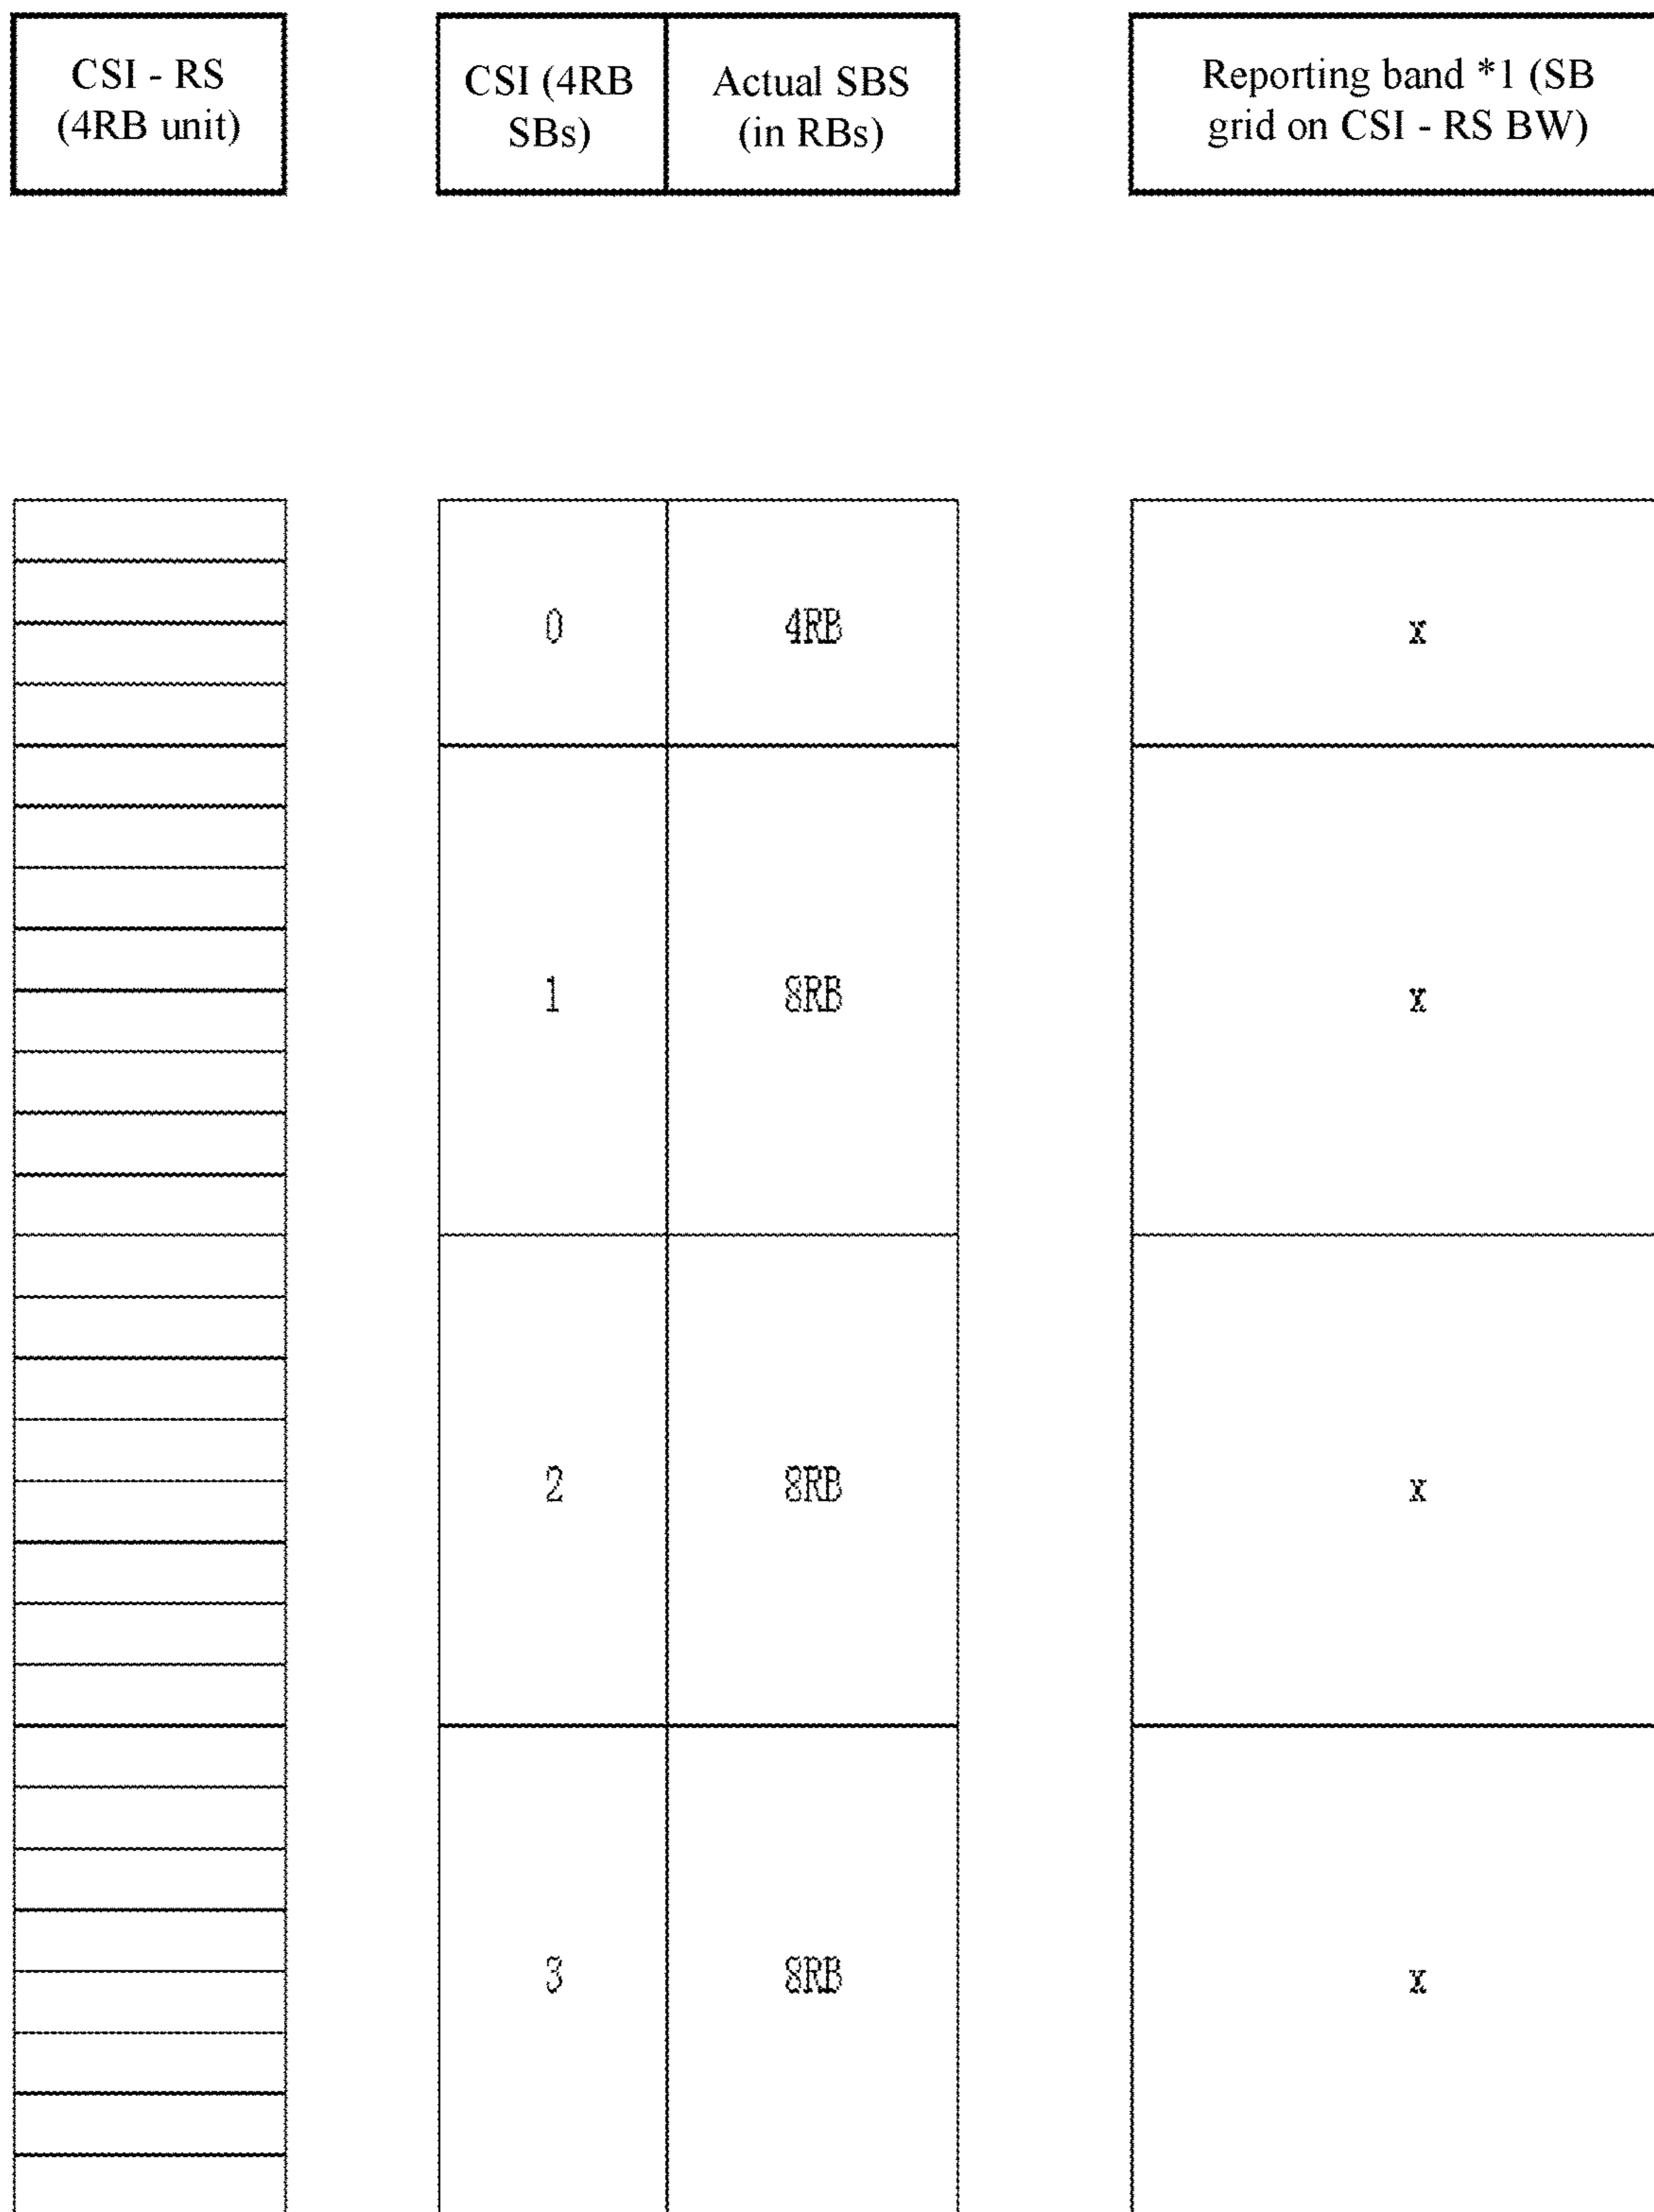 CSI - RS
(4RB unit)
CSI (4RB
SBs)
Actual SBS
(in RBs)
Reporting band *1 (SB
grid on CSI - RS BW)
0 4RB x
1 8RB x
2 8RB x
3 8RB x